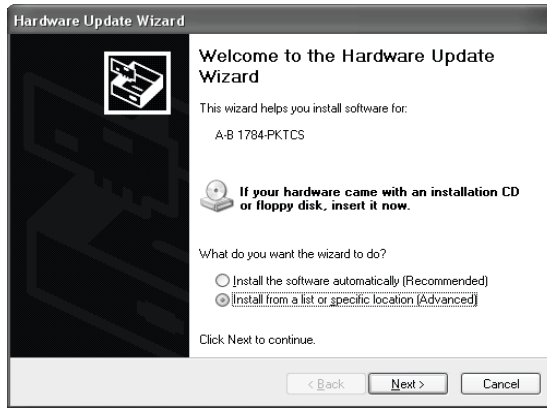 Hardware Update Wizard
Welcome to the Hardware Update
Wizard
This wizard helps you install software for:
A-B 1784-PKTCS
If your hardware came with an installation CD
or floppy disk, insert it now.
What do you want the wizard to do?
Install the software automatically (Recommended)
Install from a list or specific location (Advanced)
Click Next to continue.
< Back
Next >
Cancel